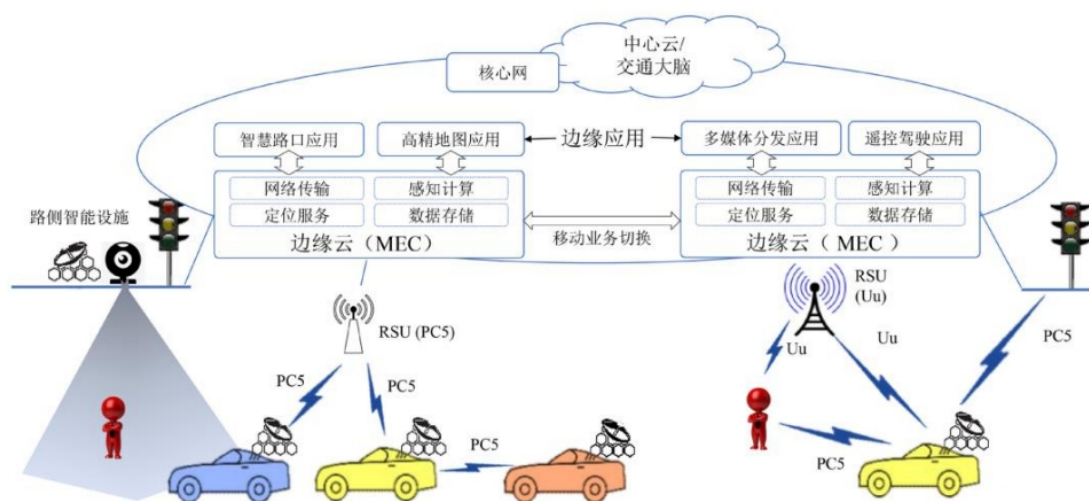 中心云/
交通大脑
核心网
智慧路口应用
高精地图应用
边缘应用
多媒体分发应用
遥控驾驶应用
网络传输
感知计算
定位服务
数据存储
边缘云（MEC）
移动业务切换
网络传输
感知计算
定位服务
数据存储
边缘云（ MEC ）
路侧智能设施
RSU (PC5)
RSU
(Uu)
Uu
Uu
PC5
PC5
PC5
PC5
PC5